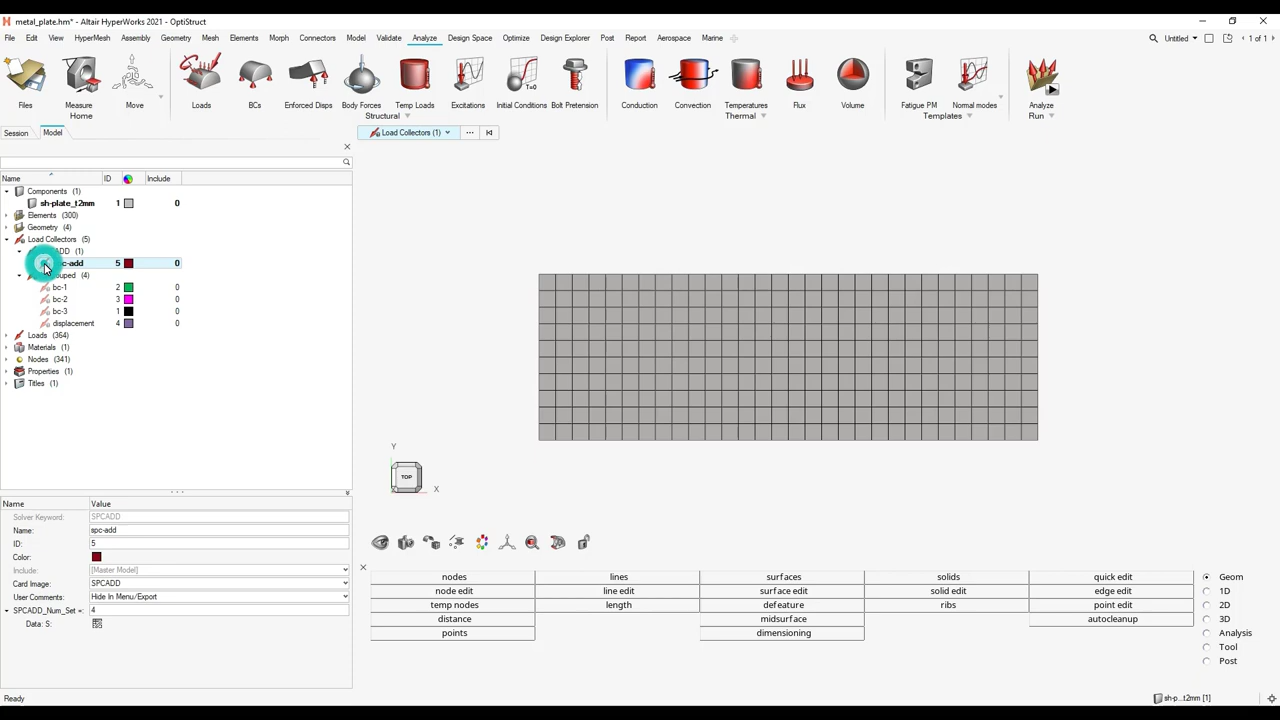 metal_plate.hm* - Altair HyperWorks 2021 - OptiStruct
File Edit View HyperMesh Assembly Geometry Mesh Elements Morph Connectors Model Validate Analyze Design Space Optimize Design Explorer Post Report Aerospace Marine Untitled 1 of 1
Files Measure Move Loads BCs Enforced Disps Body Forces Temp Loads Excitations Initial Conditions Bolt Pretension Conduction Convection Temperatures Flux Volume Fatigue PM Normal modes Analyze
Home Structural Thermal Templates Run
Session Model
Load Collectors (1)
Name ID Include
Components (1)
sh-plate_t2mm 1 0
Elements (300)
Geometry (4)
Load Collectors (5)
ADD (1)
c-add 5 0
ouped (4)
bc-1 2 0
bc-2 3 0
bc-3 1 0
displacement 4 0
Loads (364)
Materials (1)
Nodes (341)
Properties (1)
Titles (1)
Y
TOP
X
Name Value
Solver Keyword: SPCADD
Name: spc-add
ID: 5
Color:
Include: [Master Model]
Card Image: SPCADD
User Comments: Hide In Menu/Export
SPCADD_Num_Set = 4
Data: S:
nodes lines surfaces solids quick edit Geom
node edit line edit surface edit solid edit edge edit 1D
temp nodes length defeature ribs point edit 2D
distance midsurface autocleanup 3D
points dimensioning Analysis
Tool
Post
Ready sh-p...t2mm [1]